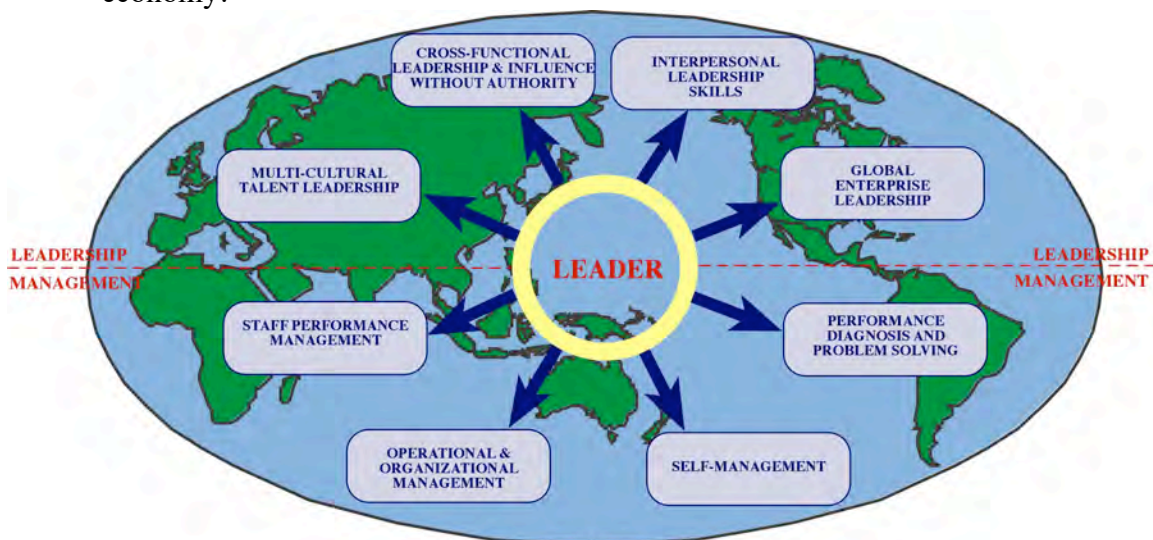 economy.
CROSS-FUNCTIONAL
LEADERSHIP & INFLUENCE
WITHOUT AUTHORITY
INTERPERSONAL
LEADERSHIP
SKILLS
MULTI-CULTURAL
TALENT LEADERSHIP
GLOBAL
ENTERPRISE
LEADERSHIP
LEADERSHIP
MANAGEMENT
LEADER
LEADERSHIP
MANAGEMENT
STAFF PERFORMANCE
MANAGEMENT
PERFORMANCE
DIAGNOSIS AND
PROBLEM SOLVING
OPERATIONAL &
ORGANIZATIONAL
MANAGEMENT
SELF-MANAGEMENT